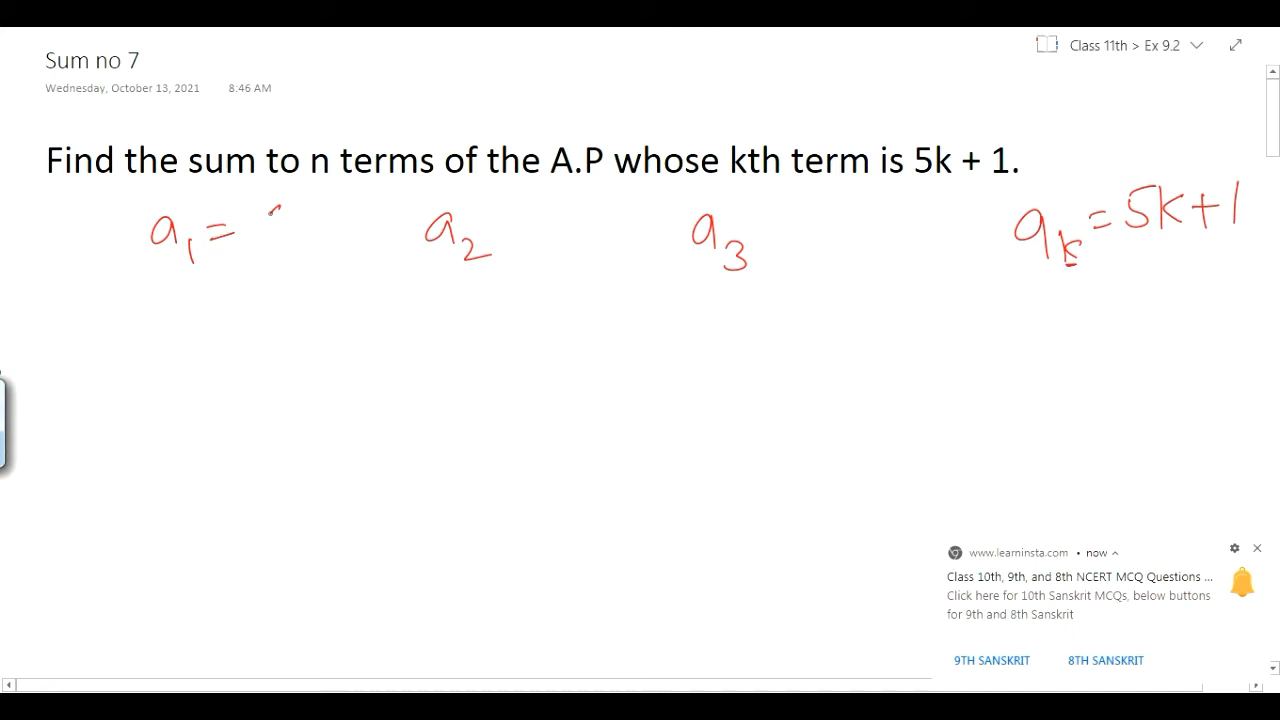 Sum no 7
Class 11th > Ex 9.2
Wednesday, October 13, 2021 8:46 AM
Find the sum to n terms of the A.P whose kth term is 5k + 1.
a₁ = a₂ a₃ aₖ = 5k + 1
www.learninsta.com • now
Class 10th, 9th, and 8th NCERT MCQ Questions ...
Click here for 10th Sanskrit MCQs, below buttons
for 9th and 8th Sanskrit
9TH SANSKRIT 8TH SANSKRIT